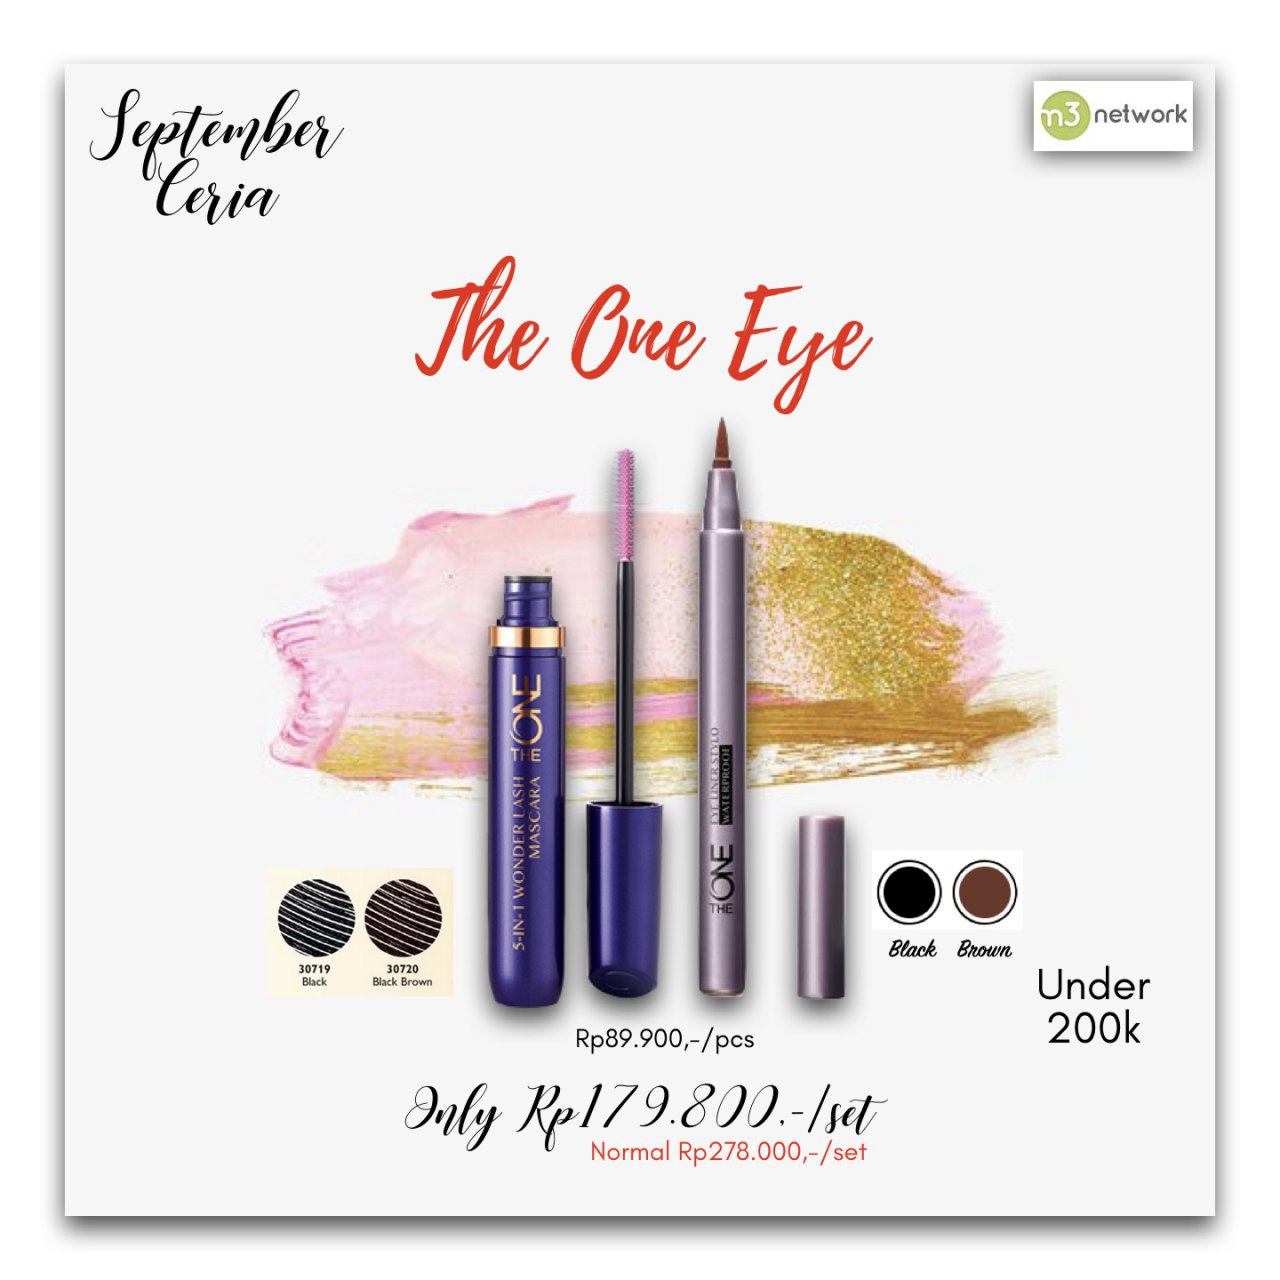 September
Ceria
m3 network
The One Eye
THE ONE
5-IN-1 WONDER LASH
MASCARA
THE ONE
EYE LINER STYLO
WATERPROOF
30719
Black
30720
Black Brown
Black
Brown
Under
200k
Rp89.900,-/pcs
Only Rp179.800,-/set
Normal Rp278.000,-/set